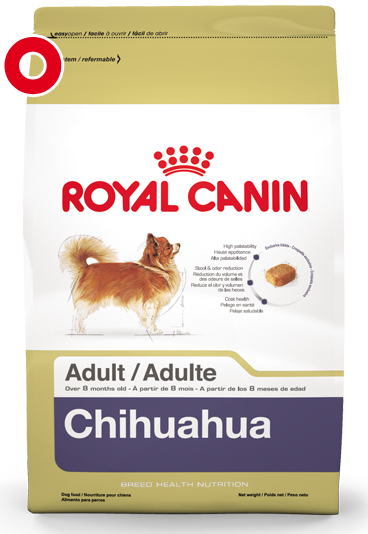 easyopen / facile à ouvrir / fácil de abrir
/ refermable
ROYAL CANIN
High palatability
Haute appétence
Alta palatabilidad
Stool & odor reduction
Réduction du volume et
des odeurs de selles
Reduce el olor y volumen
de las heces
Coat health
Pelage en santé
Pelaje saludable
Adult / Adulte
Over 8 months old - À partir de 8 mois - A partir de los 8 meses de edad
Chihuahua
BREED HEALTH NUTRITION
Dog food / Nourriture pour chiens
Alimento para perros
Net weight / Poids net / Peso neto